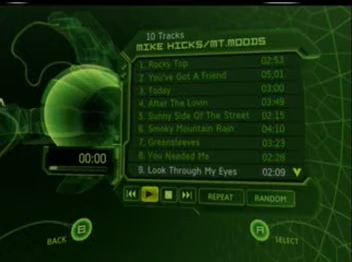 10 Tracks
MIKE HICKS/MT.MOODS
1. Rocky Top 02:53
2. You've Got A Friend 05:01
3. Today 03:00
4. After The Lovin 03:49
5. Sunny Side Of The Street 02:15
6. Smoky Mountain Rain 04:10
7. Greensleeves 03:23
8. You Needed Me 02:28
9. Look Through My Eyes 02:09
00:00
REPEAT
RANDOM
B
BACK
A
SELECT